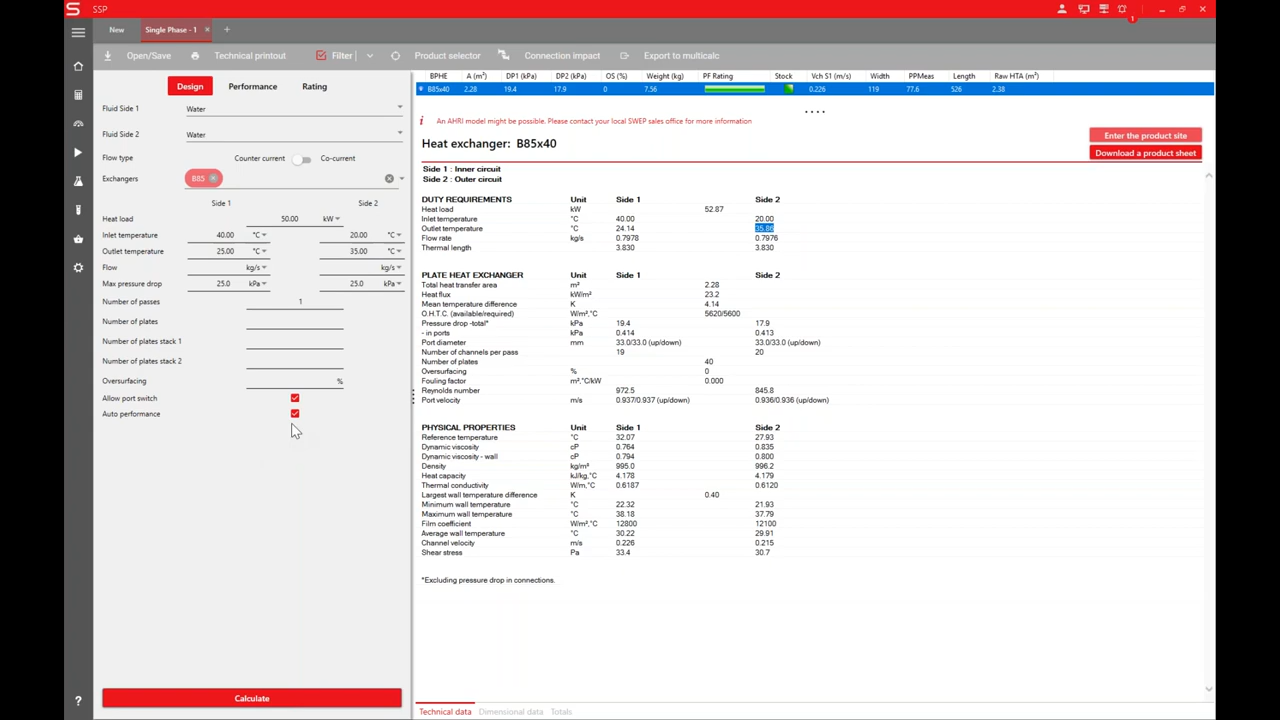 S SSP
1
New Single Phase - 1 × +
Open/Save Technical printout Filter Product selector Connection impact Export to multicalc
Design Performance Rating
Fluid Side 1 Water
Fluid Side 2 Water
Flow type Counter current Co-current
Exchangers B85
Side 1 Side 2
Heat load 50.00 kW
Inlet temperature 40.00 °C 20.00 °C
Outlet temperature 25.00 °C 35.00 °C
Flow kg/s kg/s
Max pressure drop 25.0 kPa 25.0 kPa
Number of passes 1
Number of plates
Number of plates stack 1
Number of plates stack 2
Oversurfacing %
Allow port switch
Auto performance
Calculate
?
BPHE A (m²) DP1 (kPa) DP2 (kPa) OS (%) Weight (kg) PF Rating Stock Vch S1 (m/s) Width PPMeas Length Raw HTA (m²)
B85x40 2.28 19.4 17.9 0 7.56 0.226 119 77.6 526 2.38
i An AHRI model might be possible. Please contact your local SWEP sales office for more information
Enter the product site
Heat exchanger: B85x40
Download a product sheet
Side 1 : Inner circuit
Side 2 : Outer circuit
DUTY REQUIREMENTS Unit Side 1 Side 2
Heat load kW 52.87
Inlet temperature °C 40.00 20.00
Outlet temperature °C 24.14 35.86
Flow rate kg/s 0.7978 0.7976
Thermal length 3.830 3.830
PLATE HEAT EXCHANGER Unit Side 1 Side 2
Total heat transfer area m² 2.28
Heat flux kW/m² 23.2
Mean temperature difference K 4.14
O.H.T.C. (available/required) W/m²,°C 5620/5600
Pressure drop -total* kPa 19.4 17.9
- in ports kPa 0.414 0.413
Port diameter mm 33.0/33.0 (up/down) 33.0/33.0 (up/down)
Number of channels per pass 19 20
Number of plates 40
Oversurfacing % 0
Fouling factor m²,°C/kW 0.000
Reynolds number 972.5 845.8
Port velocity m/s 0.937/0.937 (up/down) 0.936/0.936 (up/down)
PHYSICAL PROPERTIES Unit Side 1 Side 2
Reference temperature °C 32.07 27.93
Dynamic viscosity cP 0.764 0.835
Dynamic viscosity - wall cP 0.794 0.800
Density kg/m³ 995.0 996.2
Heat capacity kJ/kg,°C 4.178 4.179
Thermal conductivity W/m,°C 0.6187 0.6120
Largest wall temperature difference K 0.40
Minimum wall temperature °C 22.32 21.93
Maximum wall temperature °C 38.18 37.79
Film coefficient W/m²,°C 12800 12100
Average wall temperature °C 30.22 29.91
Channel velocity m/s 0.226 0.215
Shear stress Pa 33.4 30.7
*Excluding pressure drop in connections.
Technical data Dimensional data Totals